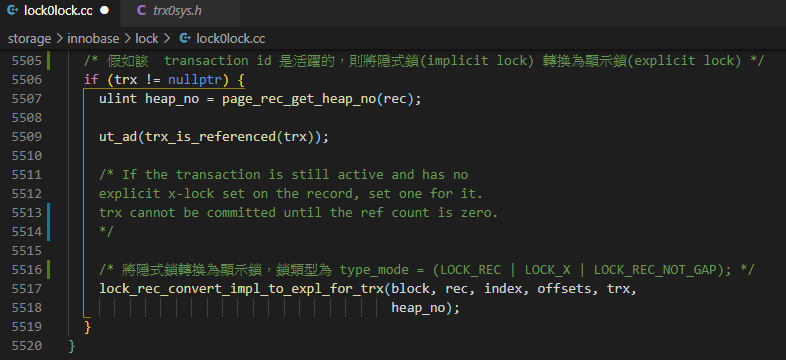 lock0lock.cc
trx0sys.h
storage > innobase > lock > lock0lock.cc
5505 /* 假如該 transaction id 是活躍的,則將隱式鎖(implicit lock) 轉換為顯示鎖(explicit lock) */
5506 if (trx != nullptr) {
5507 ulint heap_no = page_rec_get_heap_no(rec);
5508
5509 ut_ad(trx_is_referenced(trx));
5510
5511 /* If the transaction is still active and has no
5512 explicit x-lock set on the record, set one for it.
5513 trx cannot be committed until the ref count is zero.
5514 */
5515
5516 /* 將隱式鎖轉換為顯示鎖,鎖類型為 type_mode = (LOCK_REC | LOCK_X | LOCK_REC_NOT_GAP); */
5517 lock_rec_convert_impl_to_expl_for_trx(block, rec, index, offsets, trx,
5518 heap_no);
5519 }
5520 }